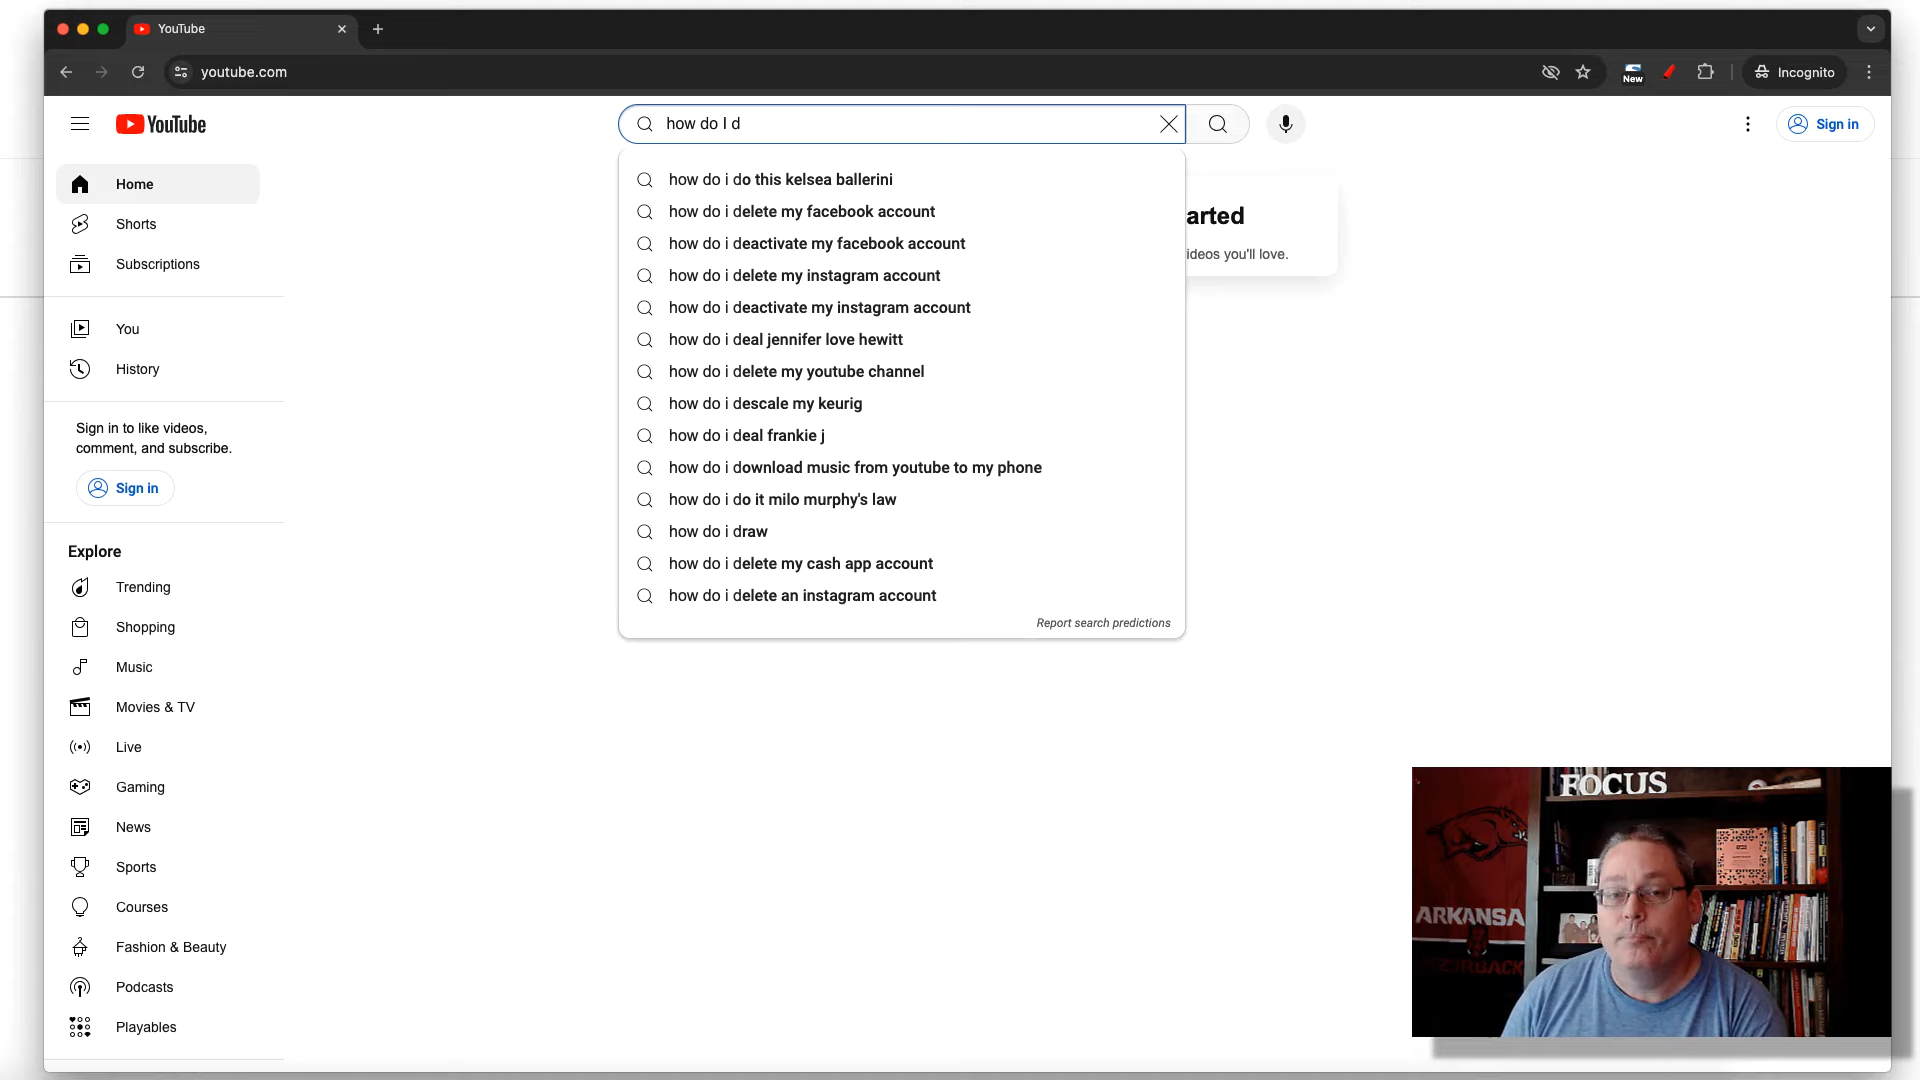 YouTube
youtube.com
New
Incognito
YouTube
how do I d
Sign in
Home
Shorts
Subscriptions
You
History
Sign in to like videos,
comment, and subscribe.
Sign in
Explore
Trending
Shopping
Music
Movies & TV
Live
Gaming
News
Sports
Courses
Fashion & Beauty
Podcasts
Playables
how do i do this kelsea ballerini
how do i delete my facebook account
how do i deactivate my facebook account
how do i delete my instagram account
how do i deactivate my instagram account
how do i deal jennifer love hewitt
how do i delete my youtube channel
how do i descale my keurig
how do i deal frankie j
how do i download music from youtube to my phone
how do i do it milo murphy's law
how do i draw
how do i delete my cash app account
how do i delete an instagram account
Report search predictions
arted
ideos you'll love.
FOCUS
ARKANSA